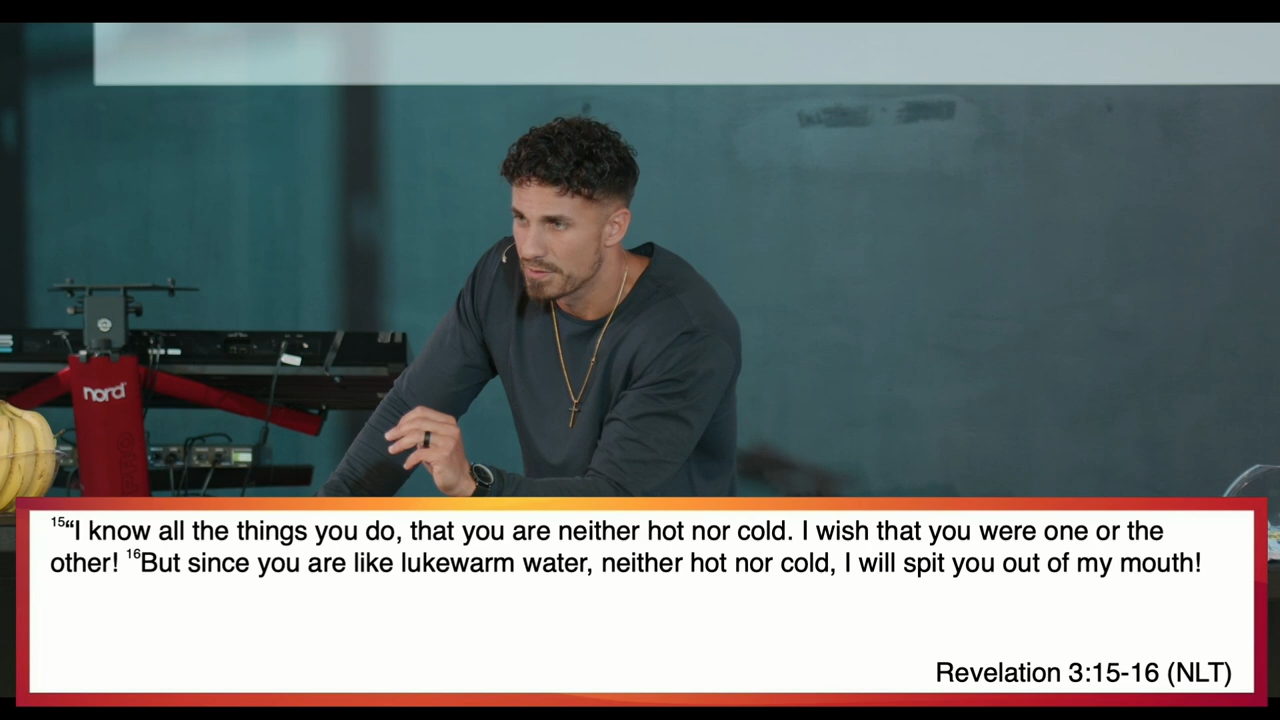 nord
¹⁵“I know all the things you do, that you are neither hot nor cold. I wish that you were one or the
other! ¹⁶But since you are like lukewarm water, neither hot nor cold, I will spit you out of my mouth!
Revelation 3:15-16 (NLT)